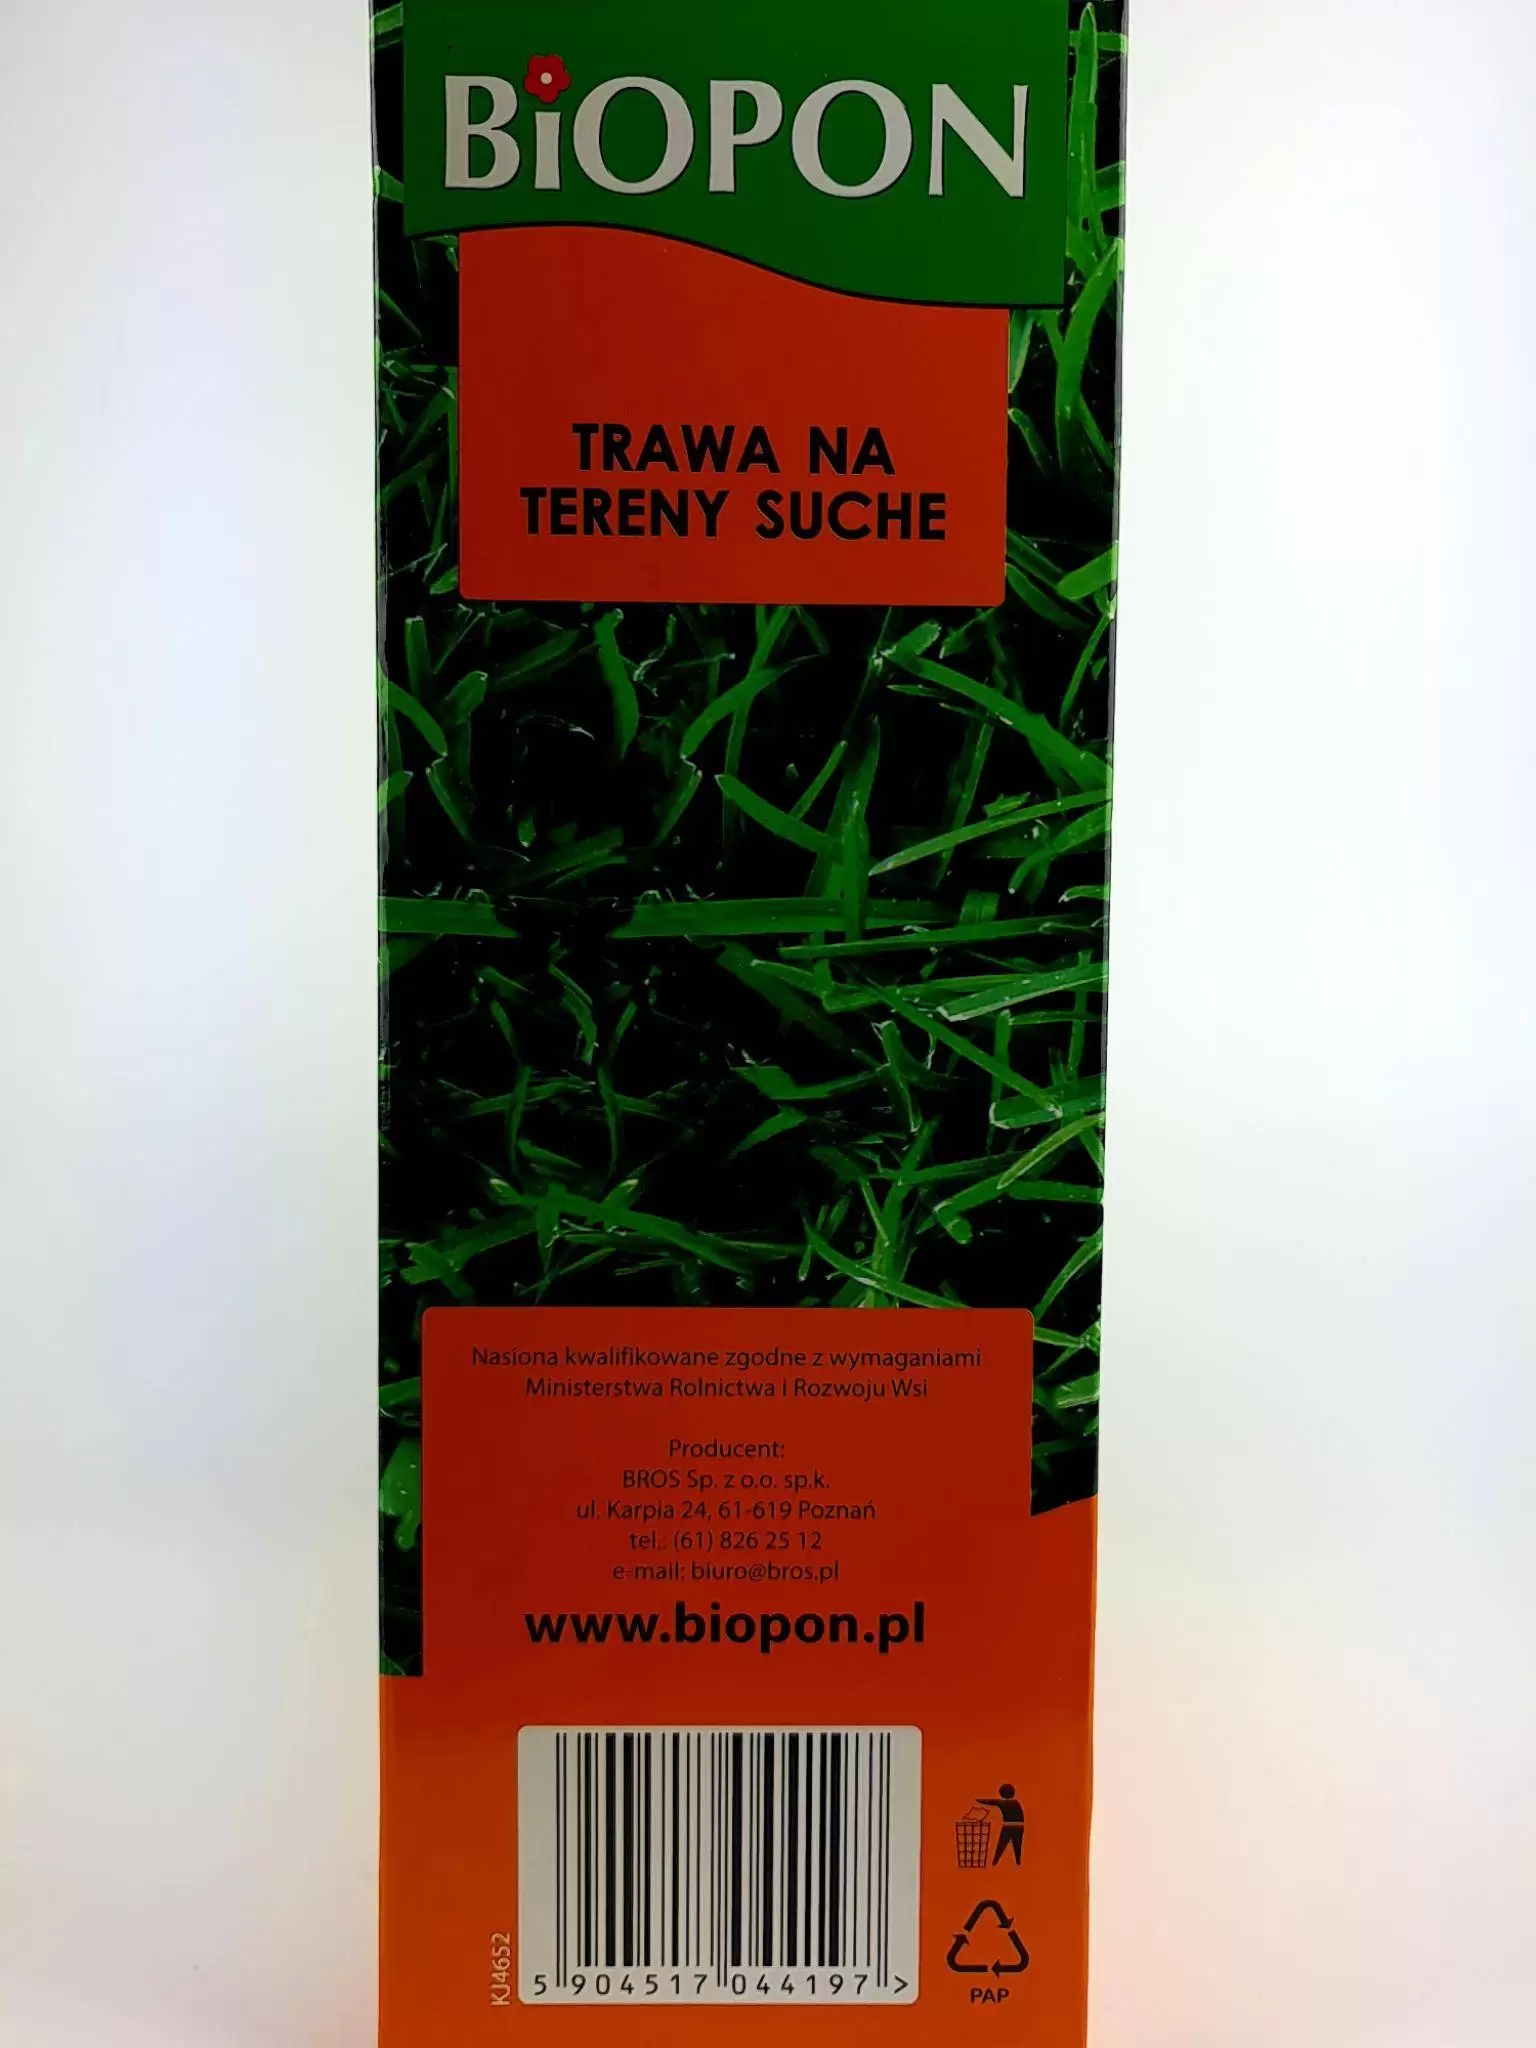 BiOPON
TRAWA NA
TERENY SUCHE
Nasiona kwalifikowane zgodne z wymaganiami
Ministerstwa Rolnictwa i Rozwoju Wsi
Producent:
BROS Sp. z o.o. sp.k.
ul. Karpia 24, 61-619 Poznań
tel.: (61) 826 25 12
e-mail: biuro@bros.pl
www.biopon.pl
KJ4652
5 904517 044197 >
PAP